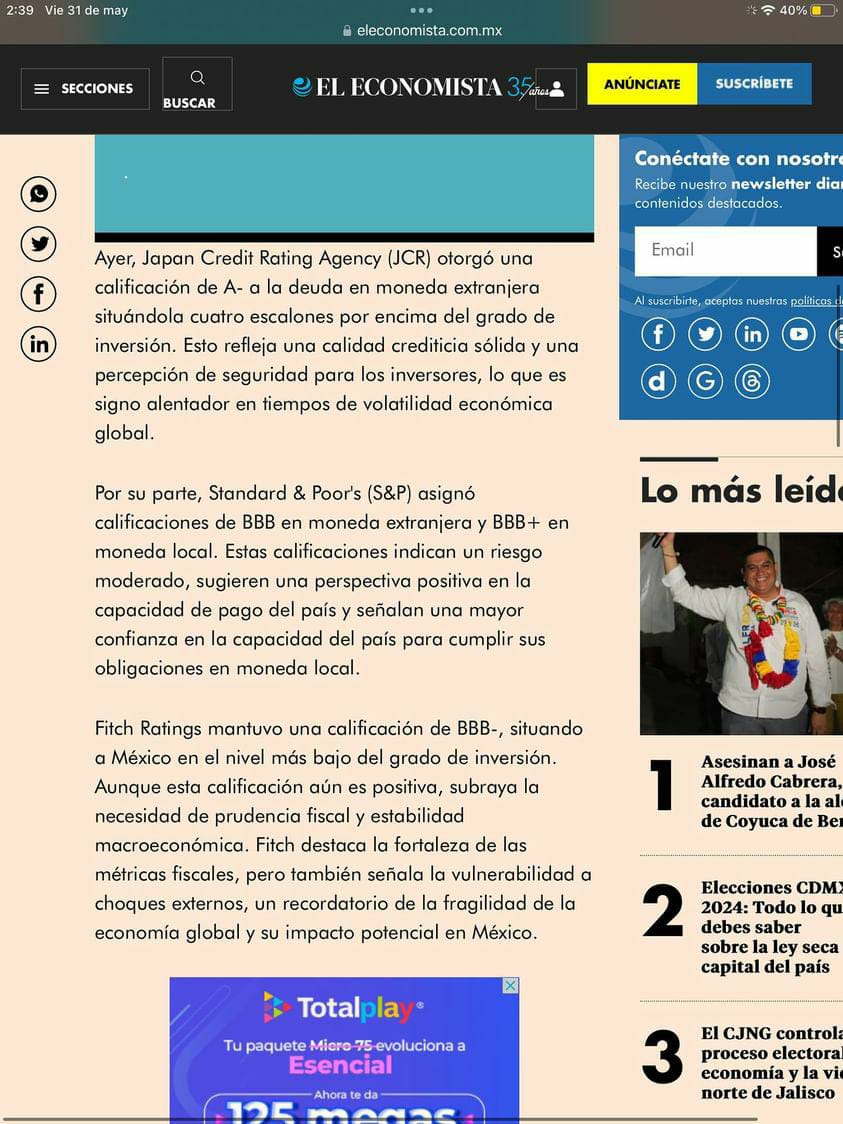 2:39 Vie 31 de may
40%
eleconomista.com.mx
SECCIONES
BUSCAR
EL ECONOMISTA 35 años
ANÚNCIATE
SUSCRÍBETE
Ayer, Japan Credit Rating Agency (JCR) otorgó una
calificación de A- a la deuda en moneda extranjera
situándola cuatro escalones por encima del grado de
inversión. Esto refleja una calidad crediticia sólida y una
percepción de seguridad para los inversores, lo que es
signo alentador en tiempos de volatilidad económica
global.
Por su parte, Standard & Poor's (S&P) asignó
calificaciones de BBB en moneda extranjera y BBB+ en
moneda local. Estas calificaciones indican un riesgo
moderado, sugieren una perspectiva positiva en la
capacidad de pago del país y señalan una mayor
confianza en la capacidad del país para cumplir sus
obligaciones en moneda local.
Fitch Ratings mantuvo una calificación de BBB-, situando
a México en el nivel más bajo del grado de inversión.
Aunque esta calificación aún es positiva, subraya la
necesidad de prudencia fiscal y estabilidad
macroeconómica. Fitch destaca la fortaleza de las
métricas fiscales, pero también señala la vulnerabilidad a
choques externos, un recordatorio de la fragilidad de la
economía global y su impacto potencial en México.
Totalplay®
Tu paquete Micro 75 evoluciona a
Esencial
Ahora te da
125 megas
Conéctate con nosotr
Recibe nuestro newsletter diar
contenidos destacados.
Email
S
Al suscribirte, aceptas nuestras políticas d
Lo más leíd
1
Asesinan a José
Alfredo Cabrera,
candidato a la al
de Coyuca de Be
2
Elecciones CDMX
2024: Todo lo qu
debes saber
sobre la ley seca
capital del país
3
El CJNG controla
proceso electoral
economía y la vi
norte de Jalisco